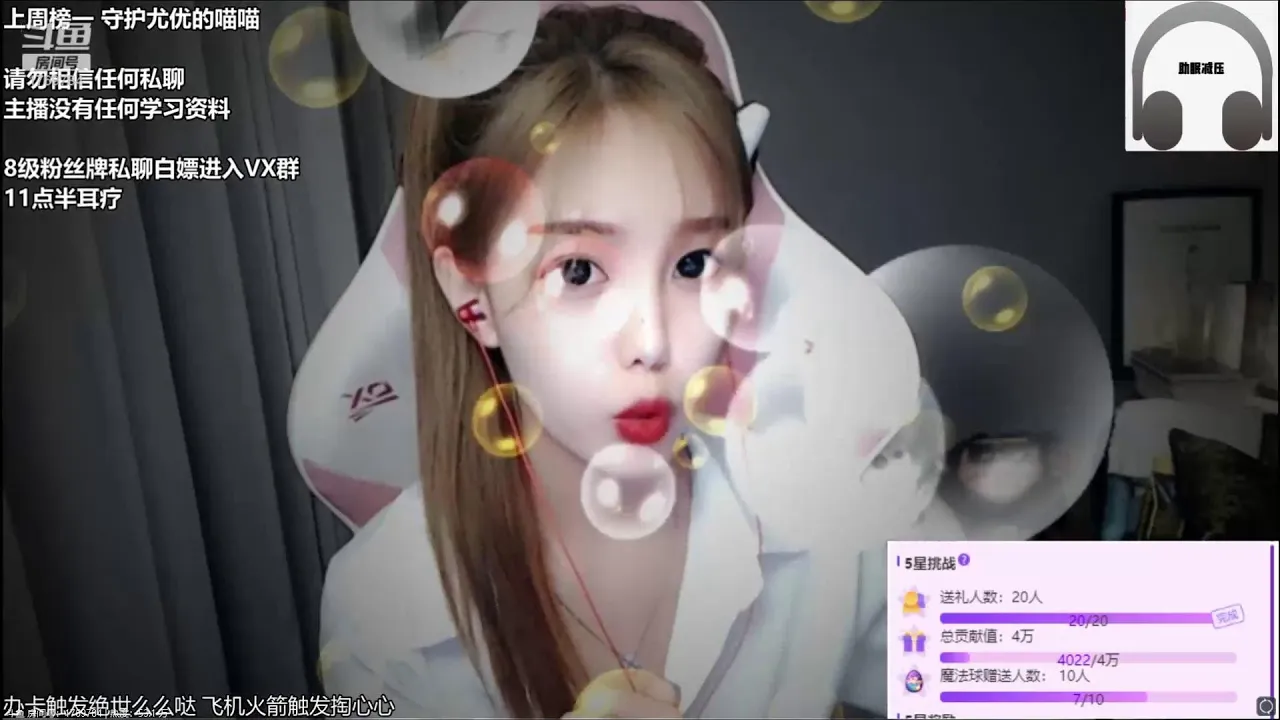 上周榜一 守护尤优的喵喵
斗鱼
房间号
请勿相信任何私聊
主播没有任何学习资料
8级粉丝牌私聊白嫖进入VX群
11点半耳疗
助眠减压
5星挑战
送礼人数：20人
20/20
完成
总贡献值：4万
4022/4万
魔法球赠送人数： 10人
7/10
办卡触发绝世么么哒 飞机火箭触发掏心心